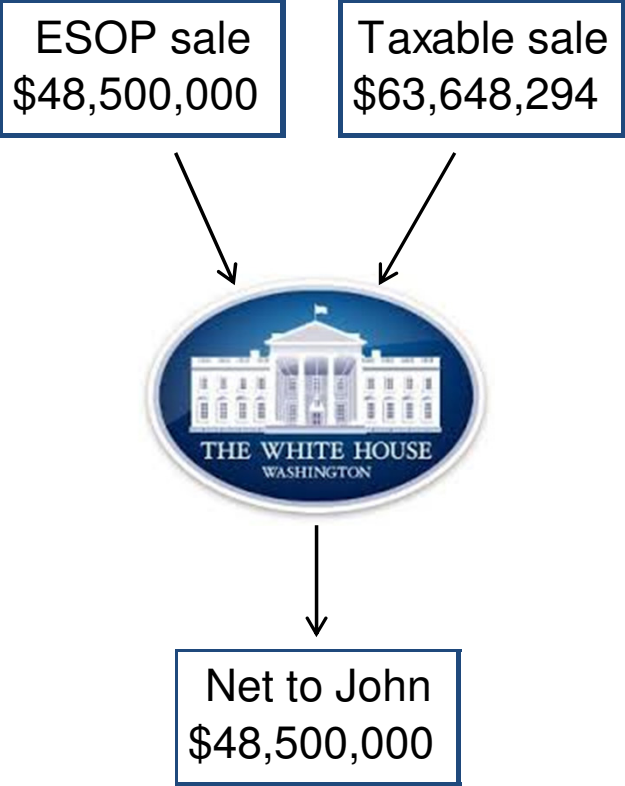 ESOP sale
$48,500,000
Taxable sale
$63,648,294
THE WHITE HOUSE
WASHINGTON
Net to John
$48,500,000